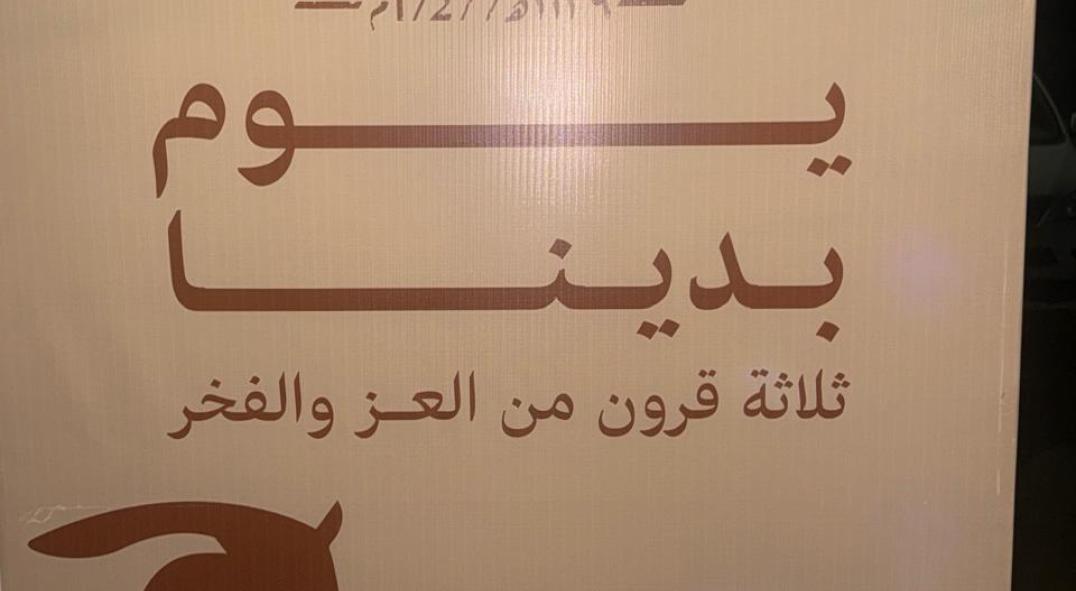 يوم
بدينا
ثلاثة قرون من العز والفخر